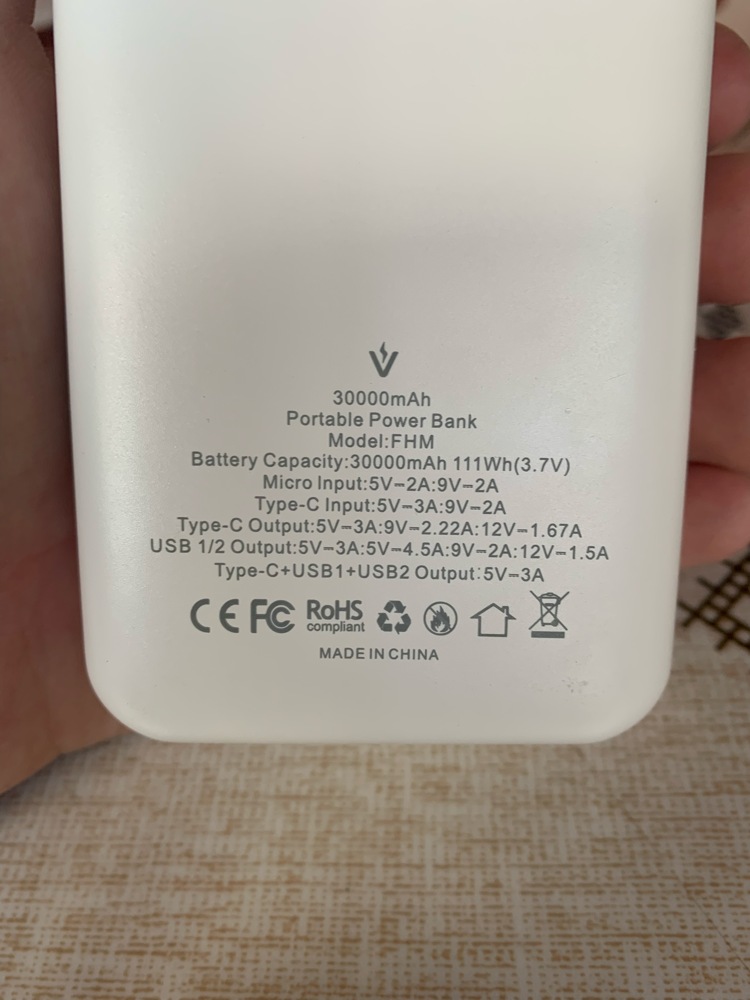 30000mAh
Portable Power Bank
Model:FHM
Battery Capacity:30000mAh 111Wh(3.7V)
Micro Input:5V⎓2A:9V⎓2A
Type-C Input:5V⎓3A:9V⎓2A
Type-C Output:5V⎓3A:9V⎓2.22A:12V⎓1.67A
USB 1/2 Output:5V⎓3A:5V⎓4.5A:9V⎓2A:12V⎓1.5A
Type-C+USB1+USB2 Output:5V⎓3A
CE FC RoHS
compliant
MADE IN CHINA